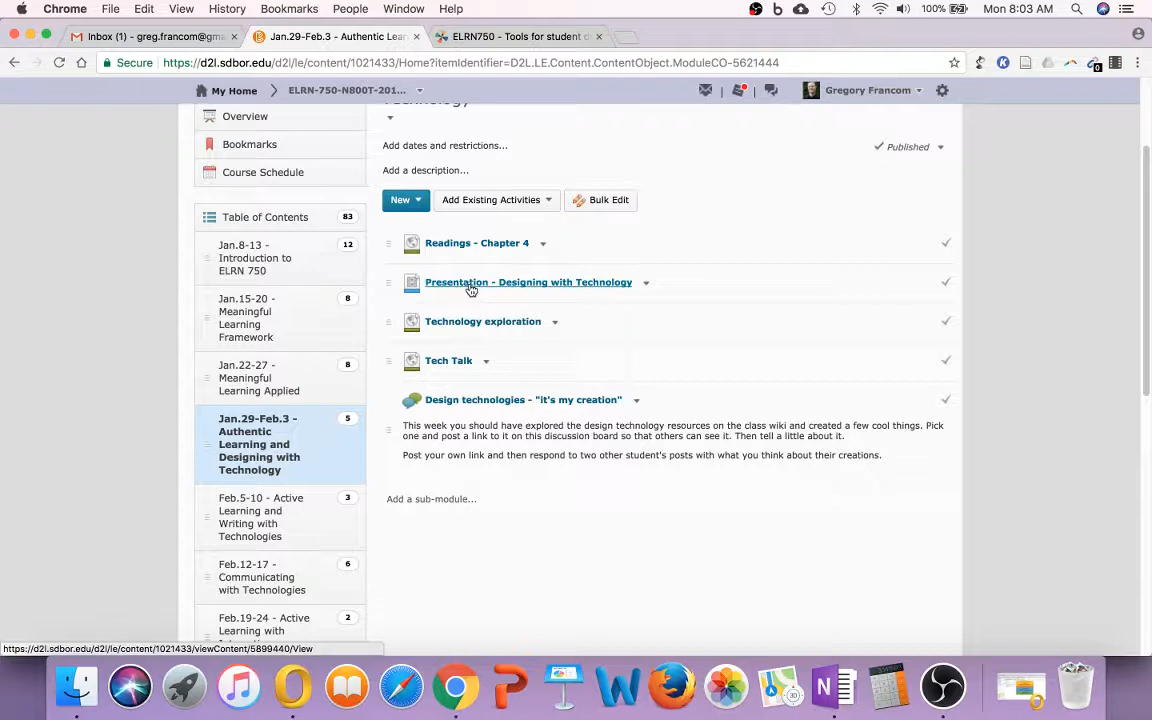 Chrome File Edit View History Bookmarks People Window Help
100% Mon 8:03 AM
Inbox (1) - greg.francom@gma
Jan.29-Feb.3 - Authentic Lear
ELRN750 - Tools for student d
Secure https://d2l.sdbor.edu/d2l/le/content/1021433/Home?itemIdentifier=D2L.LE.Content.ContentObject.ModuleCO-5621444
My Home ELRN-750-N800T-201... Gregory Francom
Technology
Overview
Bookmarks
Course Schedule
Add dates and restrictions...
Published
Add a description...
New Add Existing Activities Bulk Edit
Table of Contents 83
Jan.8-13 - 12
Introduction to
ELRN 750
Jan.15-20 - 8
Meaningful
Learning
Framework
Jan.22-27 - 8
Meaningful
Learning Applied
Jan.29-Feb.3 - 5
Authentic
Learning and
Designing with
Technology
Feb.5-10 - Active 3
Learning and
Writing with
Technologies
Feb.12-17 - 6
Communicating
with Technologies
Feb.19-24 - Active 2
Learning with
Readings - Chapter 4
Presentation - Designing with Technology
Technology exploration
Tech Talk
Design technologies - "it's my creation"
This week you should have explored the design technology resources on the class wiki and created a few cool things. Pick
one and post a link to it on this discussion board so that others can see it. Then tell a little about it.
Post your own link and then respond to two other student's posts with what you think about their creations.
Add a sub-module...
https://d2l.sdbor.edu/d2l/le/content/1021433/viewContent/5899440/View